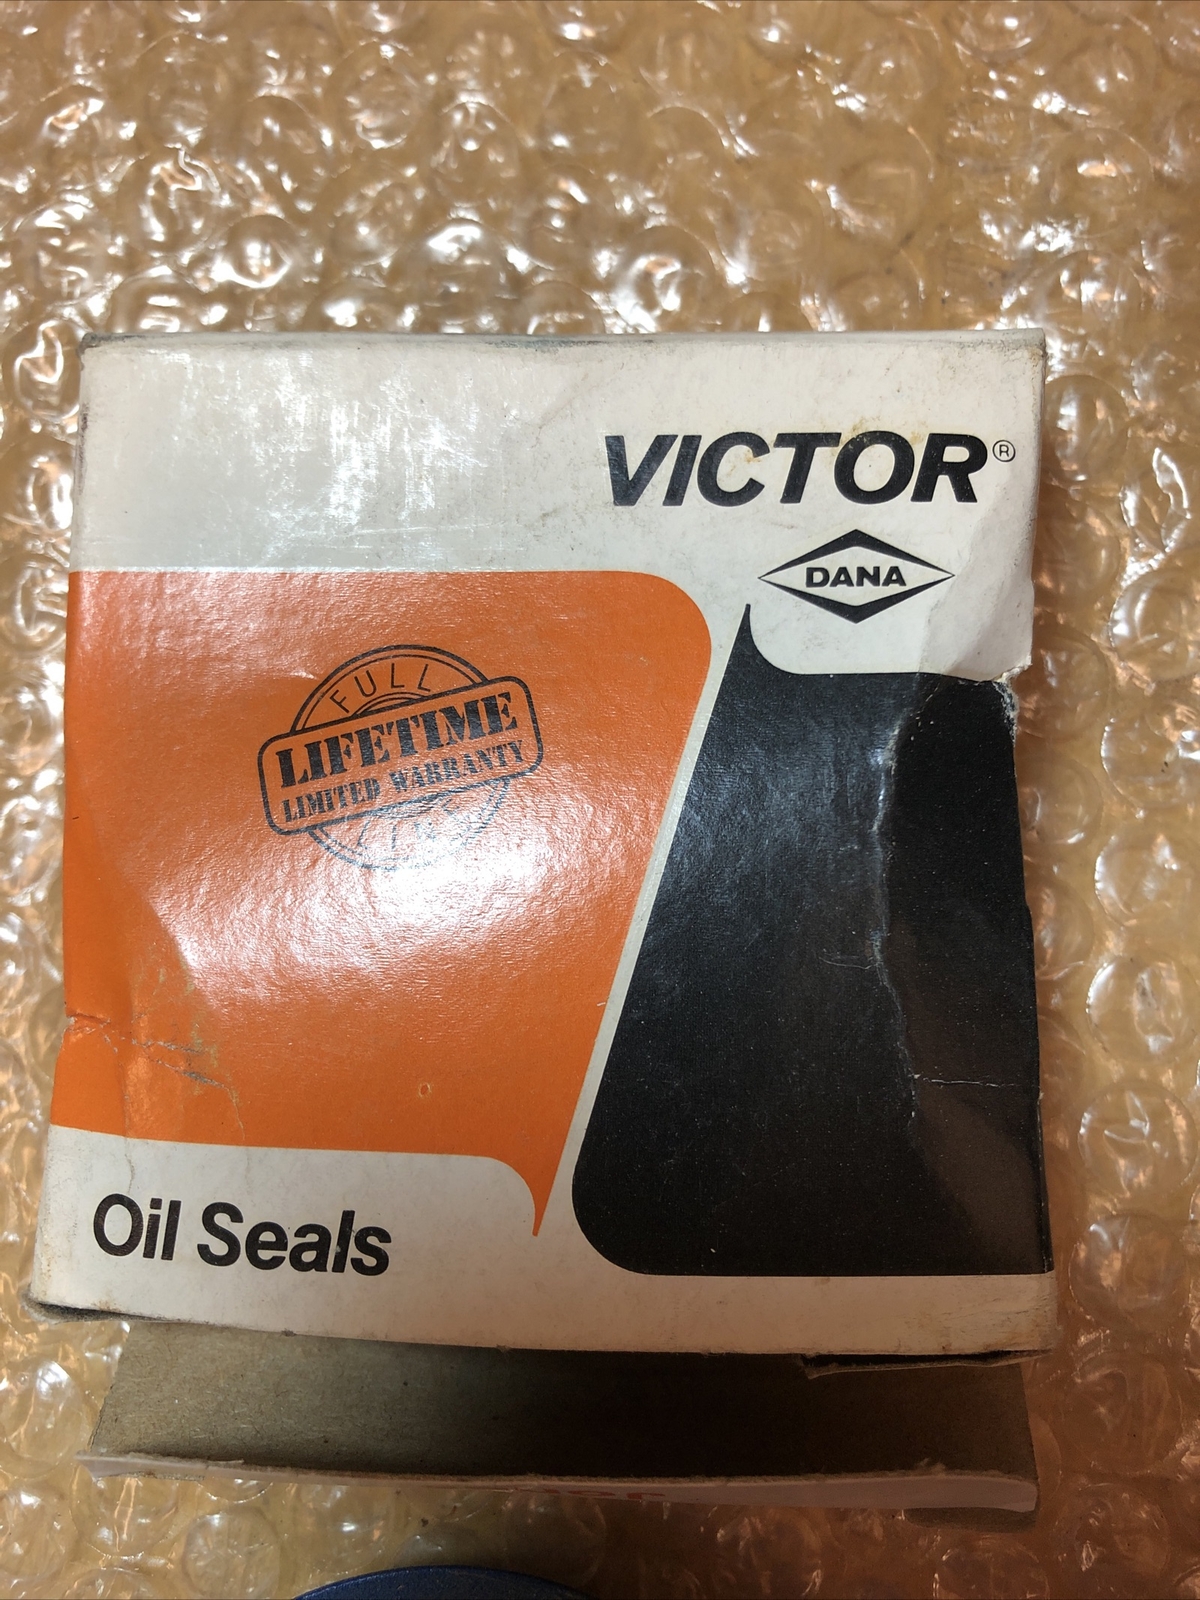 VICTOR®
DANA
FULL
LIFETIME
LIMITED WARRANTY
Oil Seals